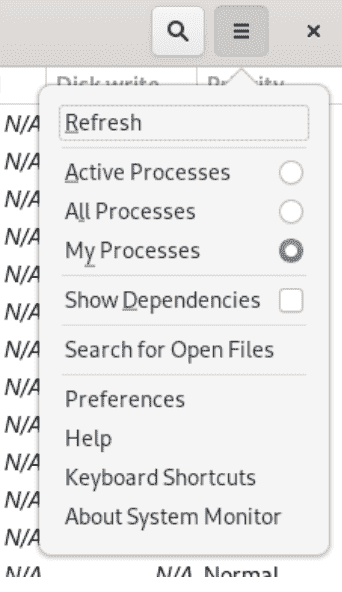 Disk write Priority
Refresh
N/A
N/A
Active Processes
N/A
All Processes
N/A
My Processes
N/A
Show Dependencies
N/A
Search for Open Files
N/A
Preferences
N/A
Help
N/A
Keyboard Shortcuts
N/A
About System Monitor
N/A
N/A
N/A N/A Normal